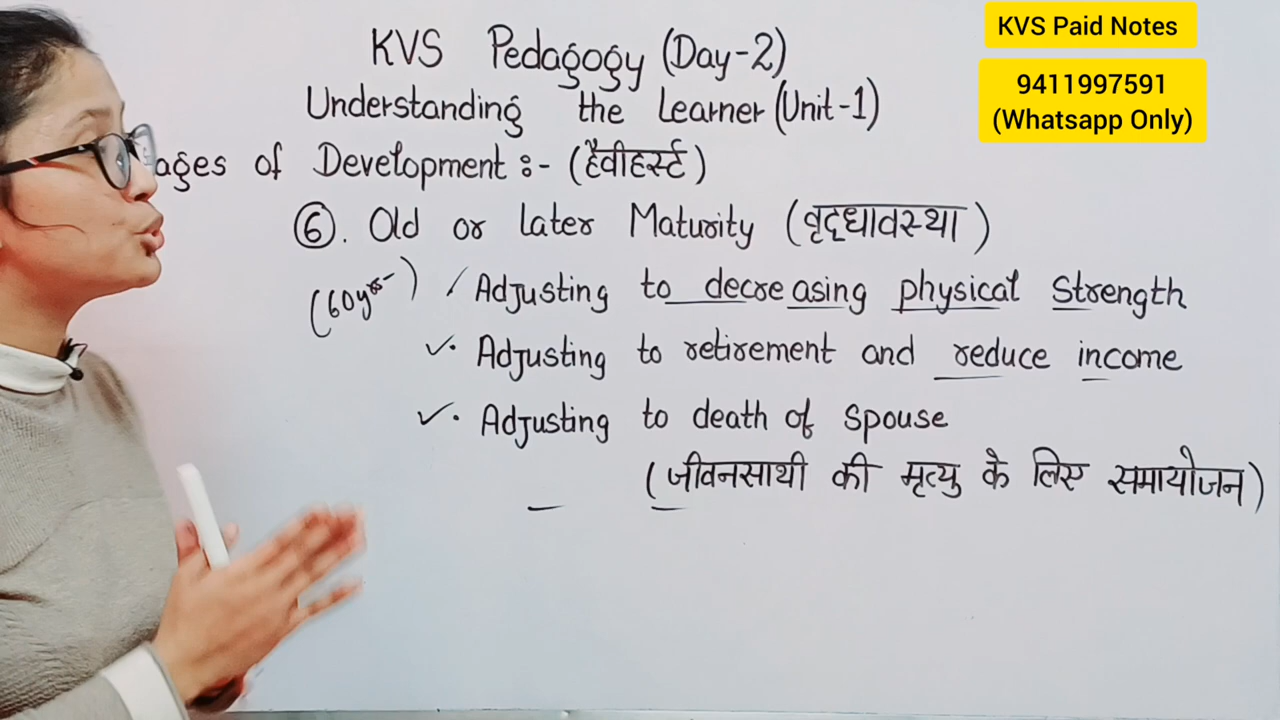 KVS Pedagogy (Day-2)
Understanding the Learner (Unit-1)
ages of Development :- (हैवीहर्स्ट)
⑥. Old or later Maturity (वृद्धावस्था)
(60yrs-)
Adjusting to decreasing physical Strength
Adjusting to retirement and reduce income
Adjusting to death of spouse
(जीवनसाथी की मृत्यु के लिए समायोजन)
KVS Paid Notes
9411997591
(Whatsapp Only)